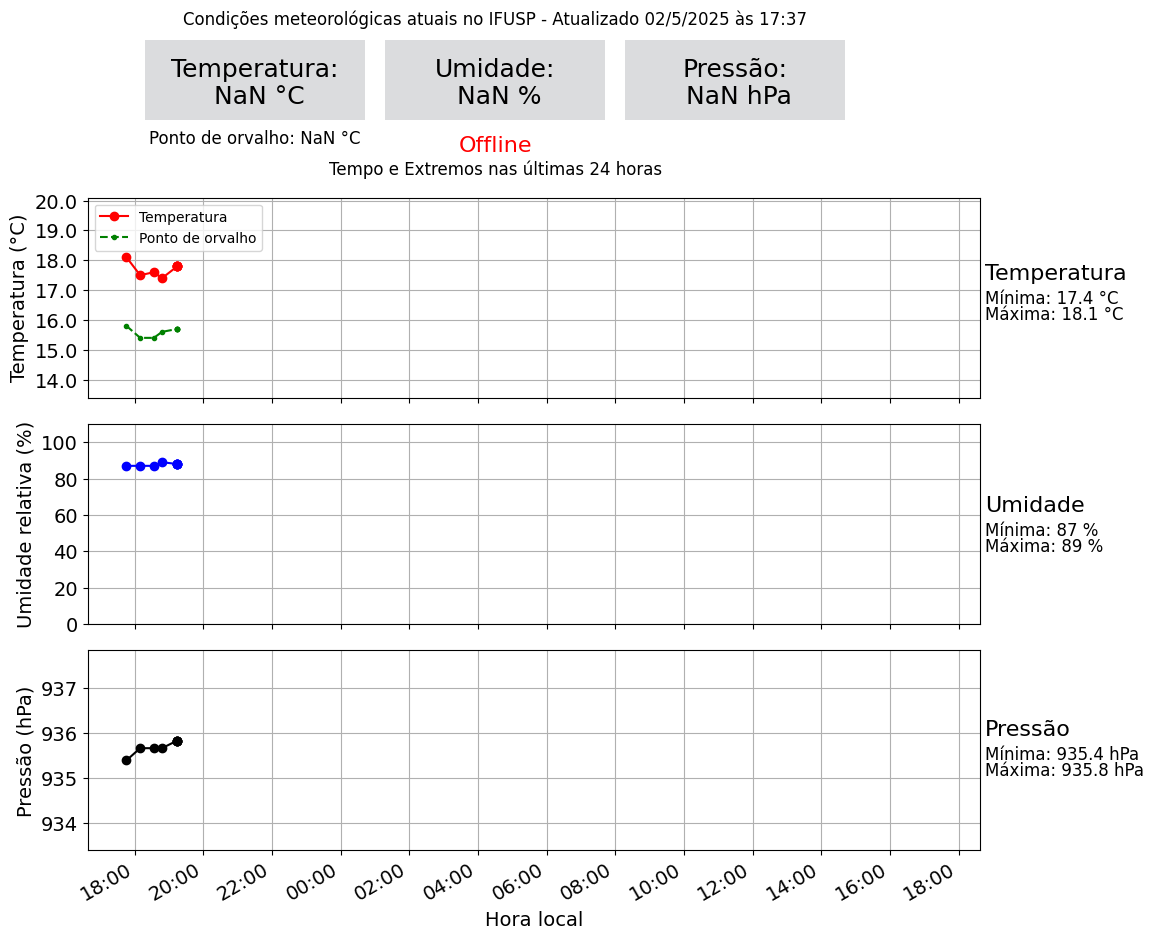 Condições meteorológicas atuais no IFUSP - Atualizado 02/5/2025 às 17:37
Temperatura:
NaN °C
Umidade:
NaN %
Pressão:
NaN hPa
Ponto de orvalho: NaN °C
Offline
Tempo e Extremos nas últimas 24 horas
Temperatura (°C)
20.0
19.0
18.0
17.0
16.0
15.0
14.0
Temperatura
Ponto de orvalho
Temperatura
Mínima: 17.4 °C
Máxima: 18.1 °C
Umidade relativa (%)
100
80
60
40
20
0
Umidade
Mínima: 87 %
Máxima: 89 %
Pressão (hPa)
937
936
935
934
Pressão
Mínima: 935.4 hPa
Máxima: 935.8 hPa
18:00
20:00
22:00
00:00
02:00
04:00
06:00
08:00
10:00
12:00
14:00
16:00
18:00
Hora local